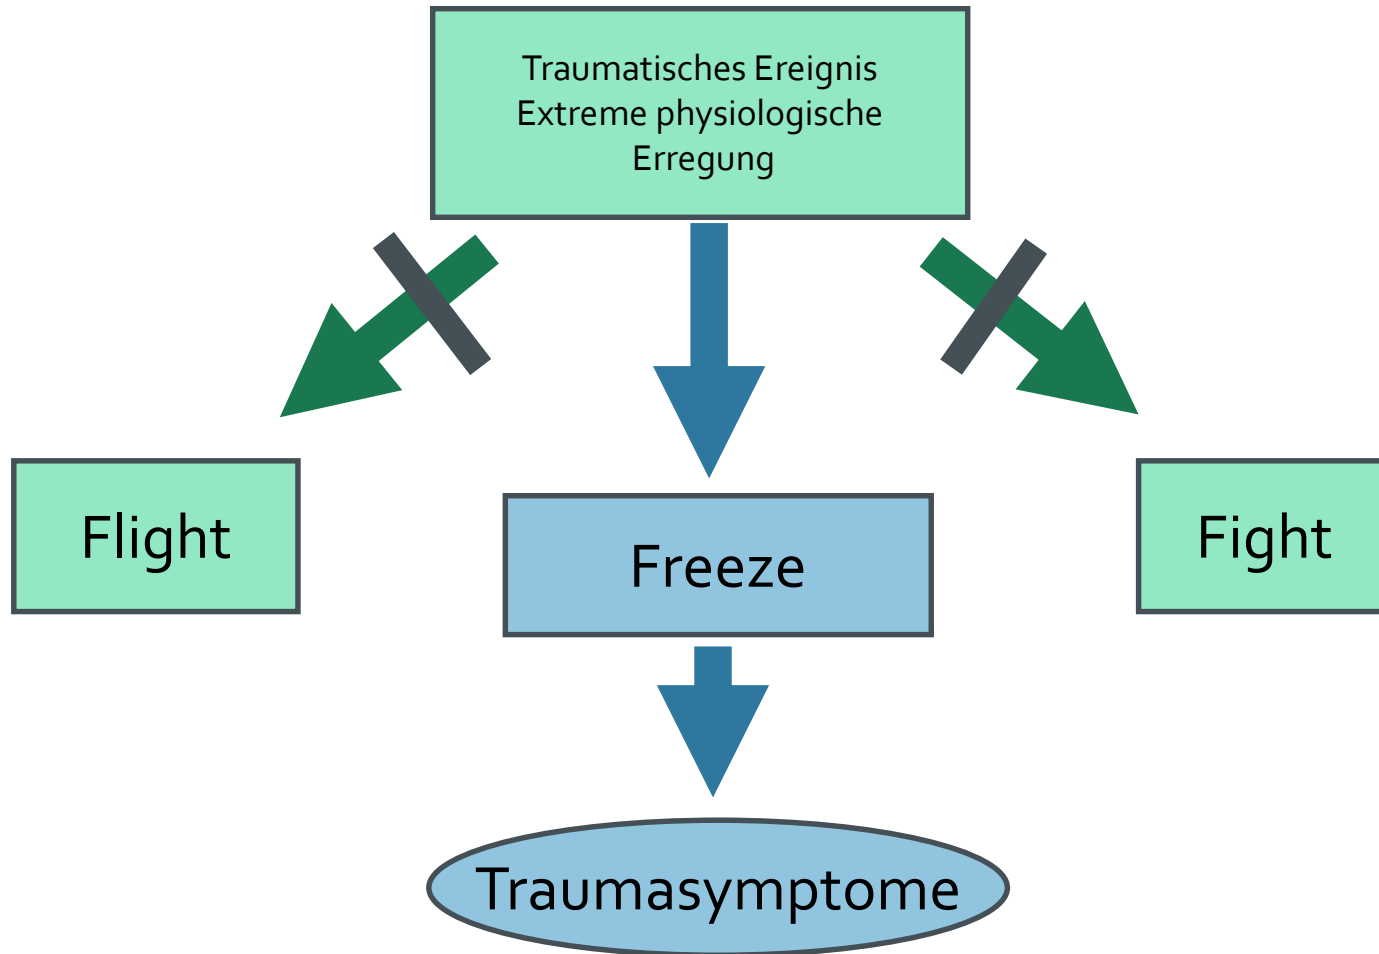 Traumatisches Ereignis
Extreme physiologische
Erregung
Flight
Freeze
Fight
Traumasymptome